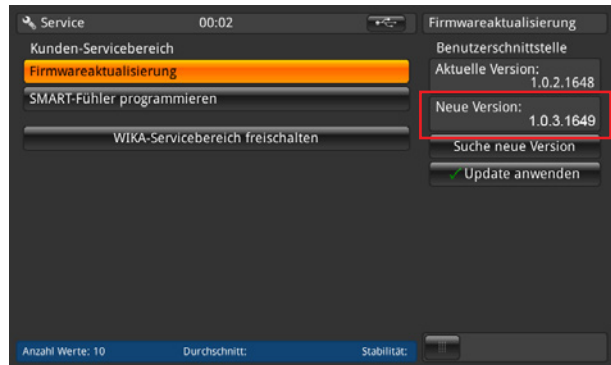 Service 00:02
Firmwareaktualisierung
Kunden-Servicebereich
Firmwareaktualisierung
SMART-Fühler programmieren
WIKA-Servicebereich freischalten
Benutzerschnittstelle
Aktuelle Version:
1.0.2.1648
Neue Version:
1.0.3.1649
Suche neue Version
Update anwenden
Anzahl Werte: 10 Durchschnitt: Stabilität: